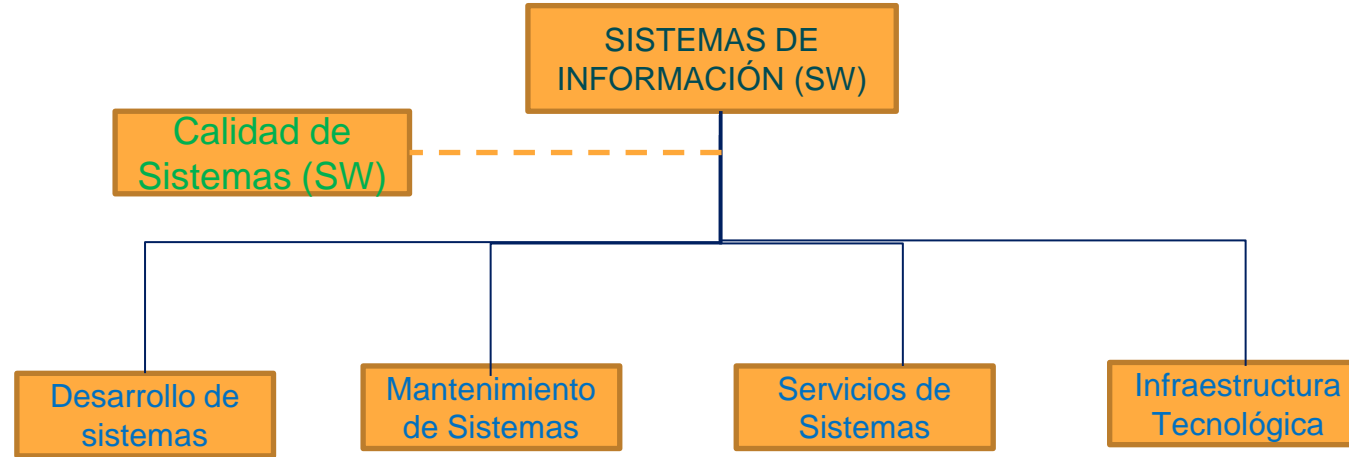 SISTEMAS DE
INFORMACIÓN (SW)
Calidad de
Sistemas (SW)
Desarrollo de
sistemas
Mantenimiento
de Sistemas
Servicios de
Sistemas
Infraestructura
Tecnológica